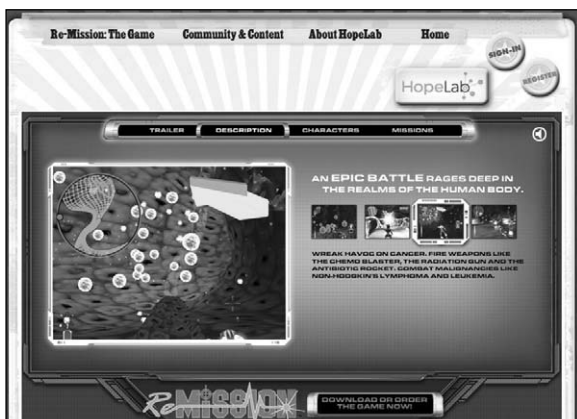 Re-Mission: The Game Community & Content About HopeLab Home
SIGN-IN
REGISTER
HopeLab
TRAILER DESCRIPTION CHARACTERS MISSIONS
AN EPIC BATTLE RAGES DEEP IN
THE REALMS OF THE HUMAN BODY.
WREAK HAVOC ON CANCER. FIRE WEAPONS LIKE
THE CHEMO BLASTER, THE RADIATION GUN AND THE
ANTIBIOTIC ROCKET. COMBAT MALIGNANCIES LIKE
NON-HODGKIN'S LYMPHOMA AND LEUKEMIA.
Re-MISSION
DOWNLOAD OR ORDER
THE GAME NOW!